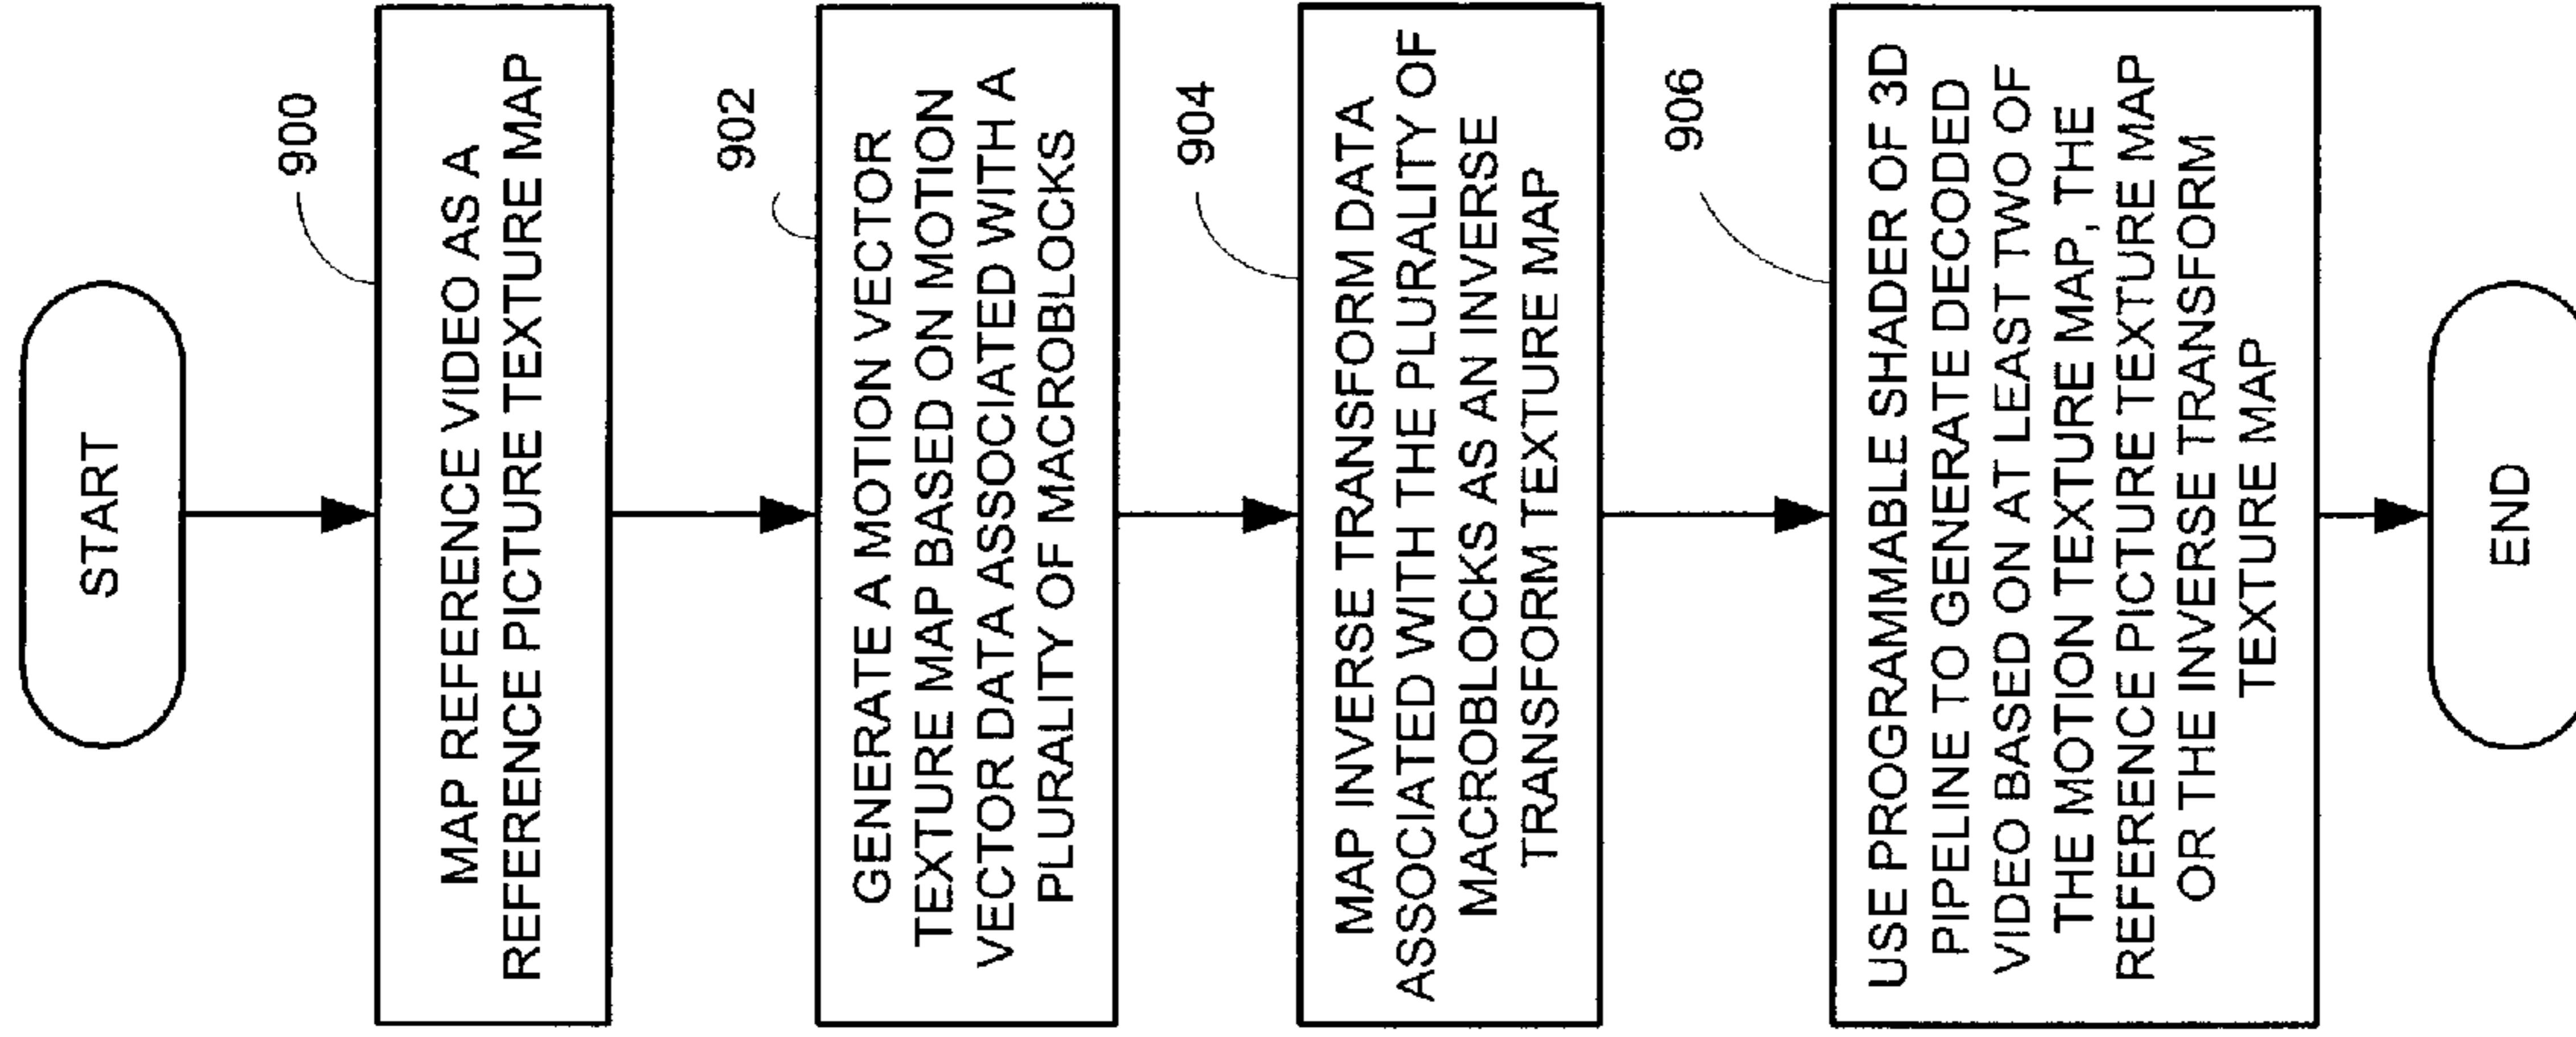 START
900
MAP REFERENCE VIDEO AS A
REFERENCE PICTURE TEXTURE MAP
902
GENERATE A MOTION VECTOR
TEXTURE MAP BASED ON MOTION
VECTOR DATA ASSOCIATED WITH A
PLURALITY OF MACROBLOCKS
904
MAP INVERSE TRANSFORM DATA
ASSOCIATED WITH THE PLURALITY OF
MACROBLOCKS AS AN INVERSE
TRANSFORM TEXTURE MAP
906
USE PROGRAMMABLE SHADER OF 3D
PIPELINE TO GENERATE DECODED
VIDEO BASED ON AT LEAST TWO OF
THE MOTION TEXTURE MAP, THE
REFERENCE PICTURE TEXTURE MAP
OR THE INVERSE TRANSFORM
TEXTURE MAP
END